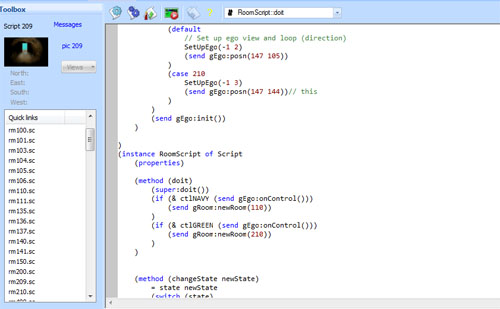 Toolbox
RoomScript::doit
Script 209
Messages
pic 209
North:
East:
South:
West:
Views
Quick links
rm100.sc
rm101.sc
rm103.sc
rm104.sc
rm105.sc
rm106.sc
rm110.sc
rm111.sc
rm135.sc
rm136.sc
rm137.sc
rm140.sc
rm141.sc
rm150.sc
rm200.sc
rm209.sc
rm210.sc
(default
// Set up ego view and loop (direction)
SetUpEgo(-1 2)
(send gEgo:posn(147 105))
)
(case 210
SetUpEgo(-1 3)
(send gEgo:posn(147 144))// this
)
)
(send gEgo:init())
)
)
(instance RoomScript of Script
(properties)
(method (doit)
(super:doit())
(if (& ctlNAVY (send gEgo:onControl()))
(send gRoom:newRoom(110))
)
(if (& ctlGREEN (send gEgo:onControl()))
(send gRoom:newRoom(210))
)
)
(method (changeState newState)
= state newState
(switch (state)